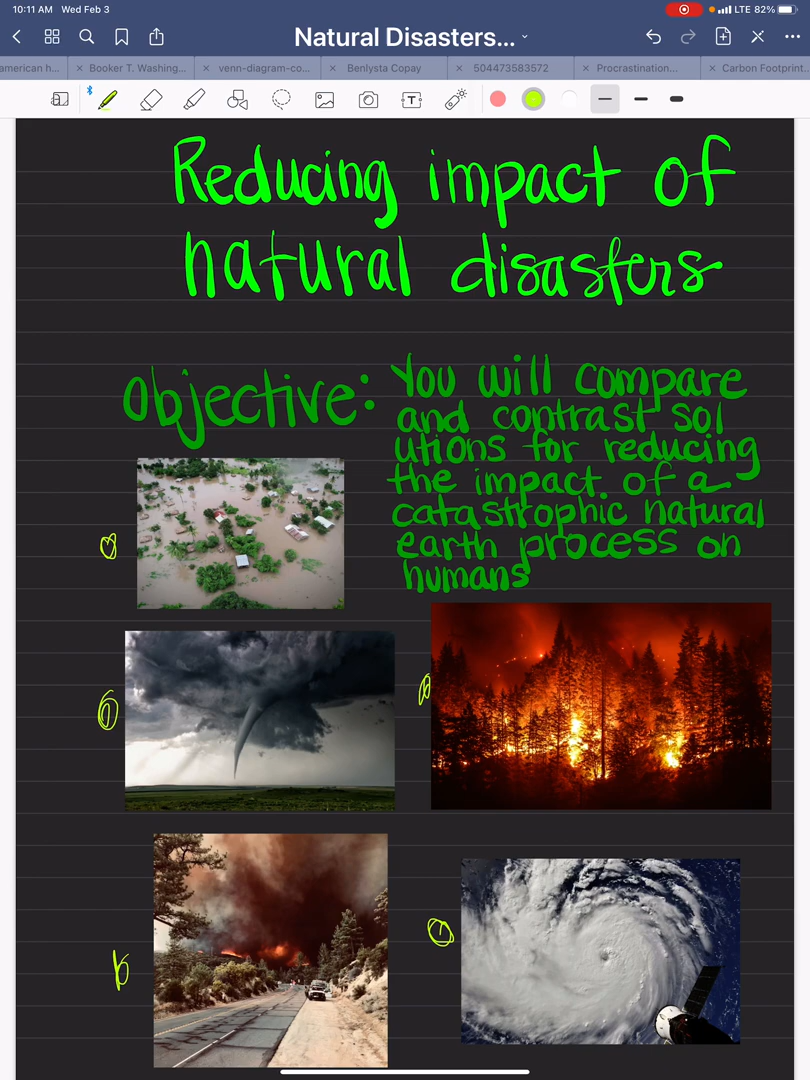 10:11 AM Wed Feb 3
LTE 82%
Natural Disasters...
american h...
Booker T. Washing...
venn-diagram-co...
Benlysta Copay
504473583572
Procrastination...
Carbon Footprint...
Reducing impact of
natural disasters
objective: You will compare
and contrast sol
utions for reducing
the impact of a
catastrophic natural
earth process on
humans